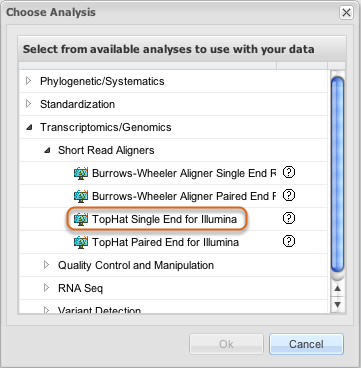 Choose Analysis
Select from available analyses to use with your data
Phylogenetic/Systematics
Standardization
Transcriptomics/Genomics
Short Read Aligners
Burrows-Wheeler Aligner Single End R
Burrows-Wheeler Aligner Paired End F
TopHat Single End for Illumina
TopHat Paired End for Illumina
Quality Control and Manipulation
RNA Seq
Variant Detection
Ok
Cancel